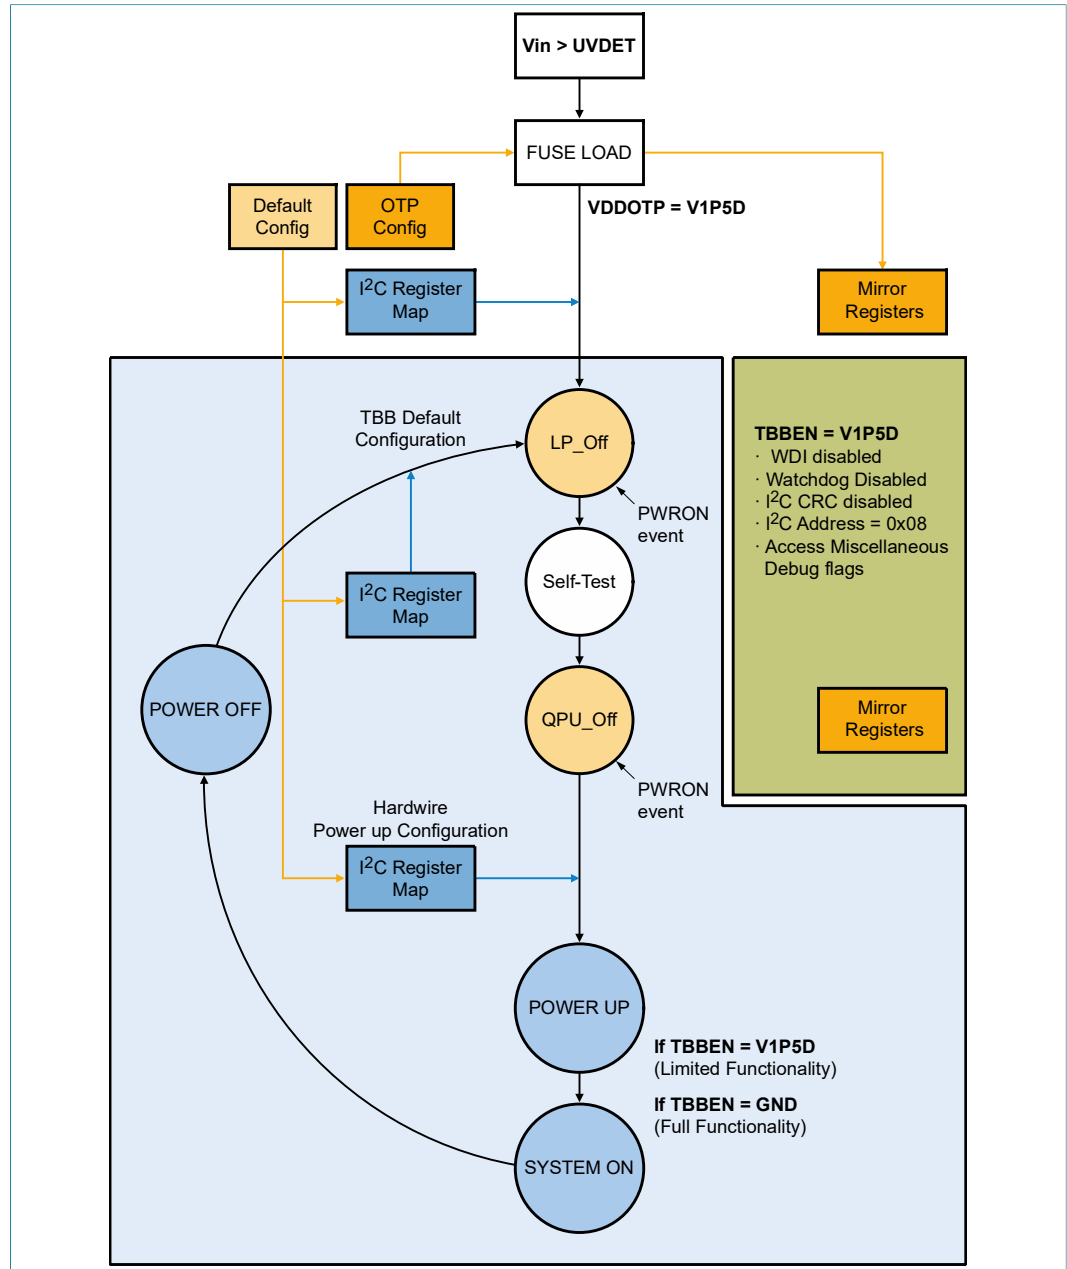 Vin > UVDET
FUSE LOAD
VDDOTP = V1P5D
Default
Config
OTP
Config
I²C Register
Map
Mirror
Registers
TBB Default
Configuration
LP_Off
PWRON
event
TBBEN = V1P5D
· WDI disabled
· Watchdog Disabled
· I²C CRC disabled
· I²C Address = 0x08
· Access Miscellaneous
Debug flags
Self-Test
I²C Register
Map
POWER OFF
QPU_Off
Mirror
Registers
PWRON
event
Hardwire
Power up Configuration
I²C Register
Map
POWER UP
If TBBEN = V1P5D
(Limited Functionality)
If TBBEN = GND
(Full Functionality)
SYSTEM ON